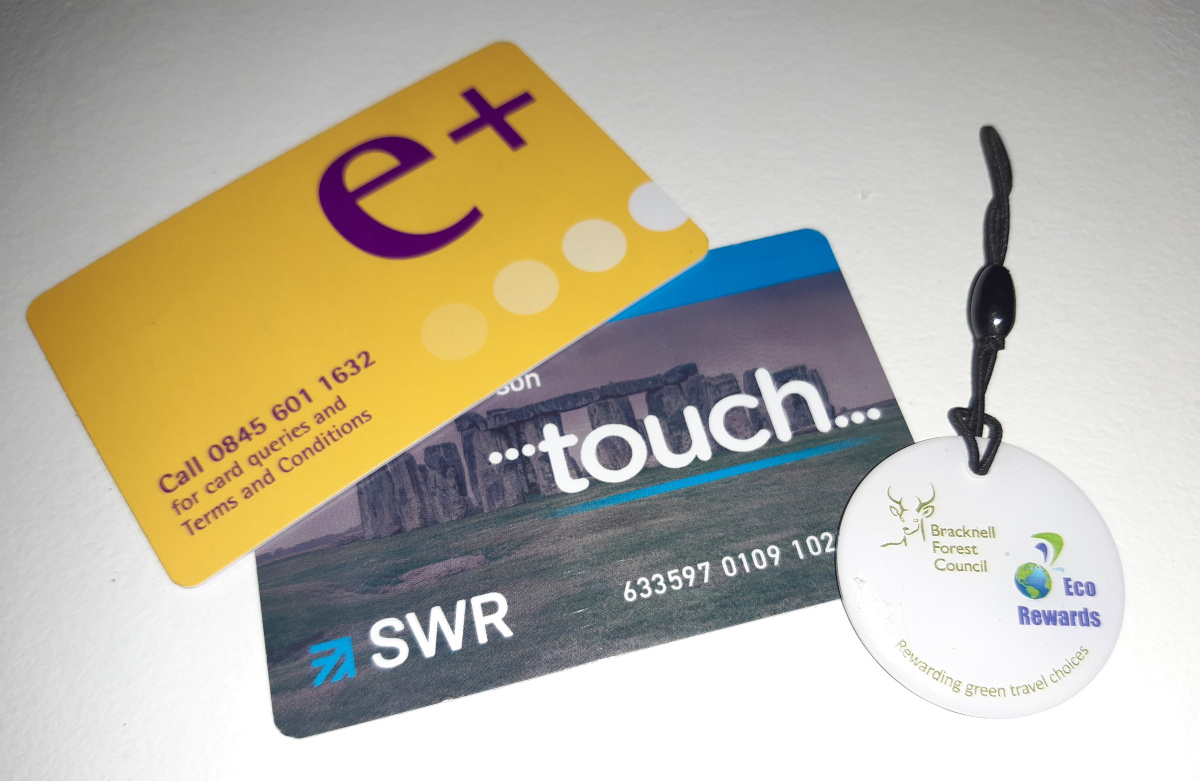 e+
Call 0845 601 1632
for card queries and
Terms and Conditions
...touch...
633597 0109 102
SWR
Bracknell
Forest
Council
Eco
Rewards
Rewarding green travel choices